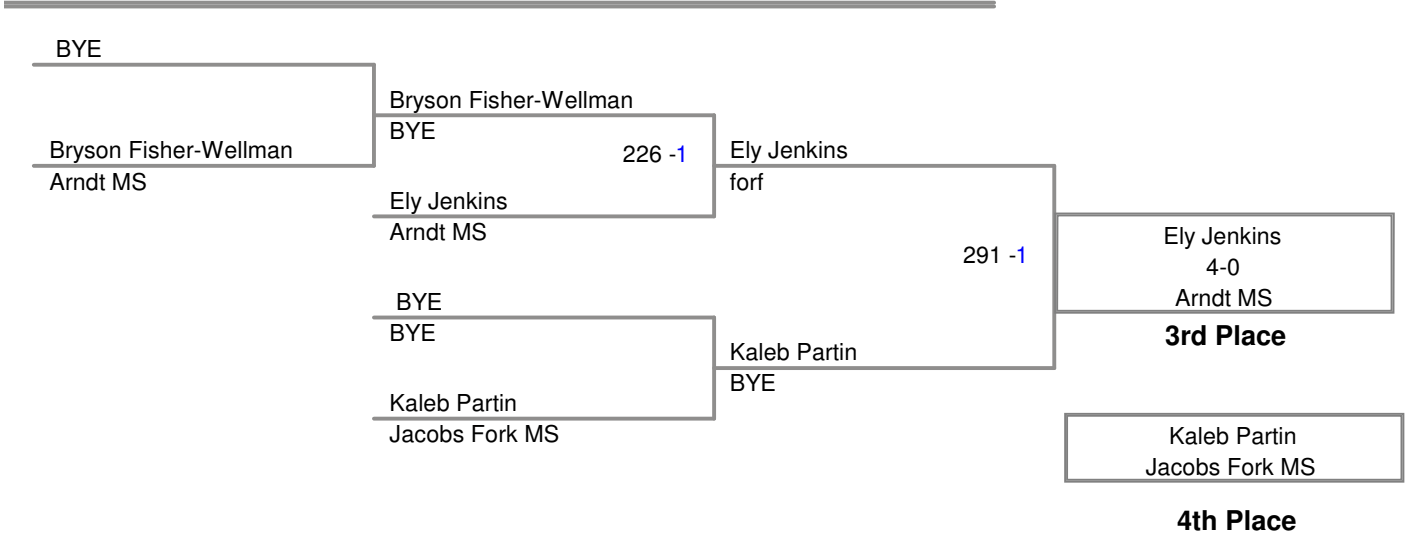 BYE
Bryson Fisher-Wellman
BYE
Bryson Fisher-Wellman
Arndt MS
226 -1
Ely Jenkins
forf
Ely Jenkins
Arndt MS
291 -1
Ely Jenkins
4-0
Arndt MS
3rd Place
BYE
BYE
Kaleb Partin
BYE
Kaleb Partin
Jacobs Fork MS
Kaleb Partin
Jacobs Fork MS
4th Place